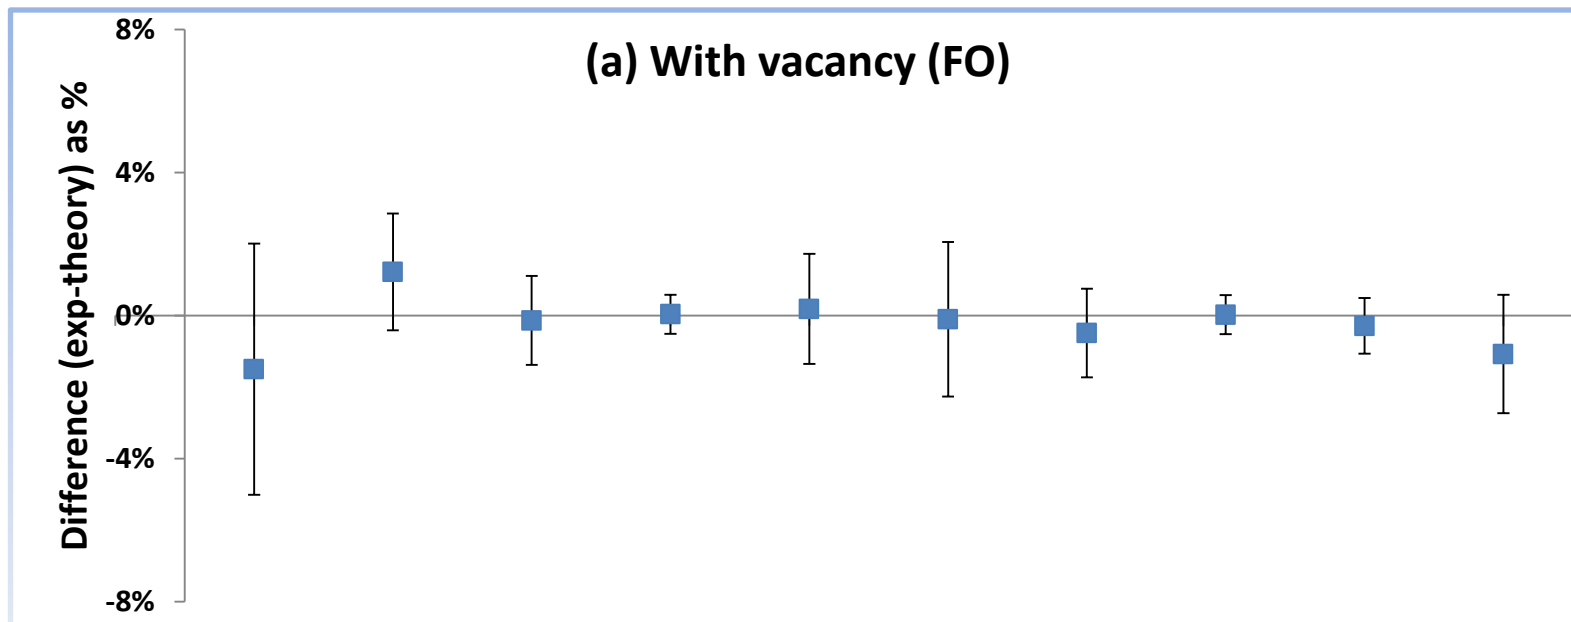 (a) With vacancy (FO)
Difference (exp-theory) as %
8%
4%
0%
-4%
-8%